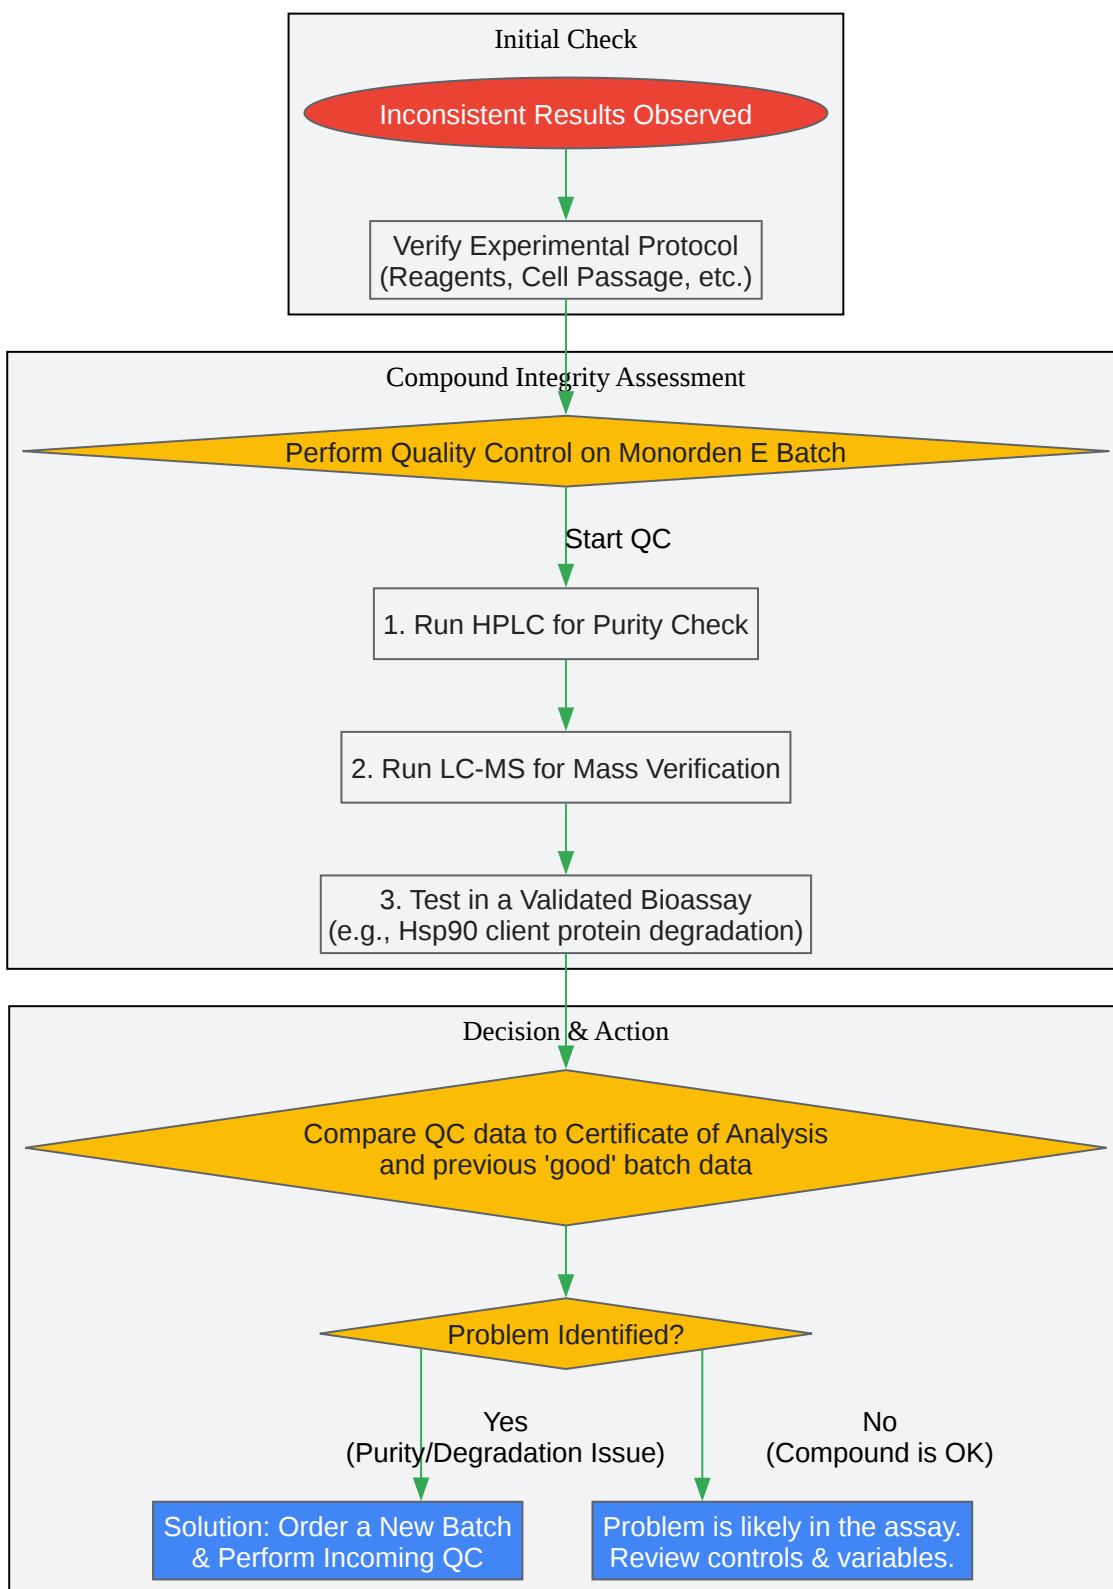 Initial Check
Inconsistent Results Observed
Verify Experimental Protocol
(Reagents, Cell Passage, etc.)
Compound Integrity Assessment
Perform Quality Control on Monorden E Batch
Start QC
1. Run HPLC for Purity Check
2. Run LC-MS for Mass Verification
3. Test in a Validated Bioassay
(e.g., Hsp90 client protein degradation)
Decision & Action
Compare QC data to Certificate of Analysis
and previous 'good' batch data
Problem Identified?
Yes
(Purity/Degradation Issue)
No
(Compound is OK)
Solution: Order a New Batch
& Perform Incoming QC
Problem is likely in the assay.
Review controls & variables.